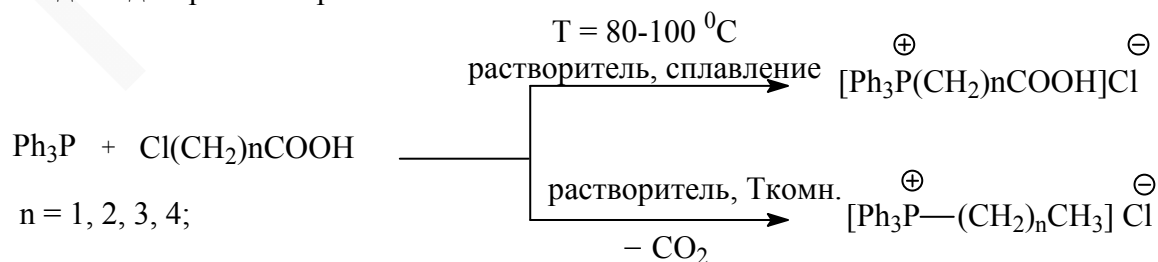 T = 80-100 ⁰C
растворитель, сплавление
[Ph₃P(CH₂)nCOOH]Cl
⊕ ⊖
Ph₃P + Cl(CH₂)nCOOH
n = 1, 2, 3, 4;
растворитель, Tкомн.
− CO₂
[Ph₃P—(CH₂)ₙCH₃] Cl
⊕ ⊖